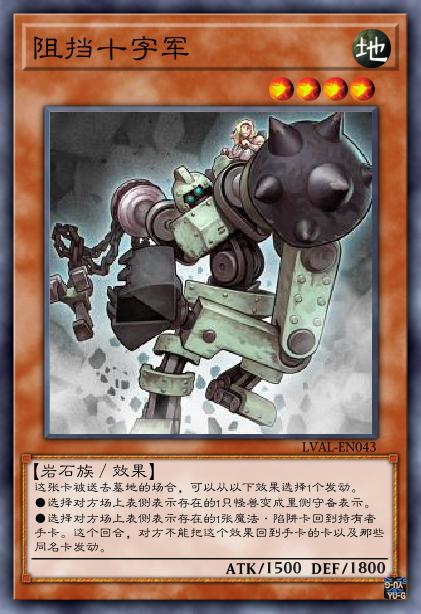 阻挡十字军
地
LVAL-EN043
【岩石族／效果】
这张卡被送去墓地的场合，可以从以下效果选择1个发动。
●选择对方场上表侧表示存在的1只怪兽变成里侧守备表示。
●选择对方场上表侧表示存在的1张魔法·陷阱卡回到持有者
手卡。这个回合，对方不能把这个效果回到手卡的卡以及那些
同名卡发动。
ATK/1500 DEF/1800